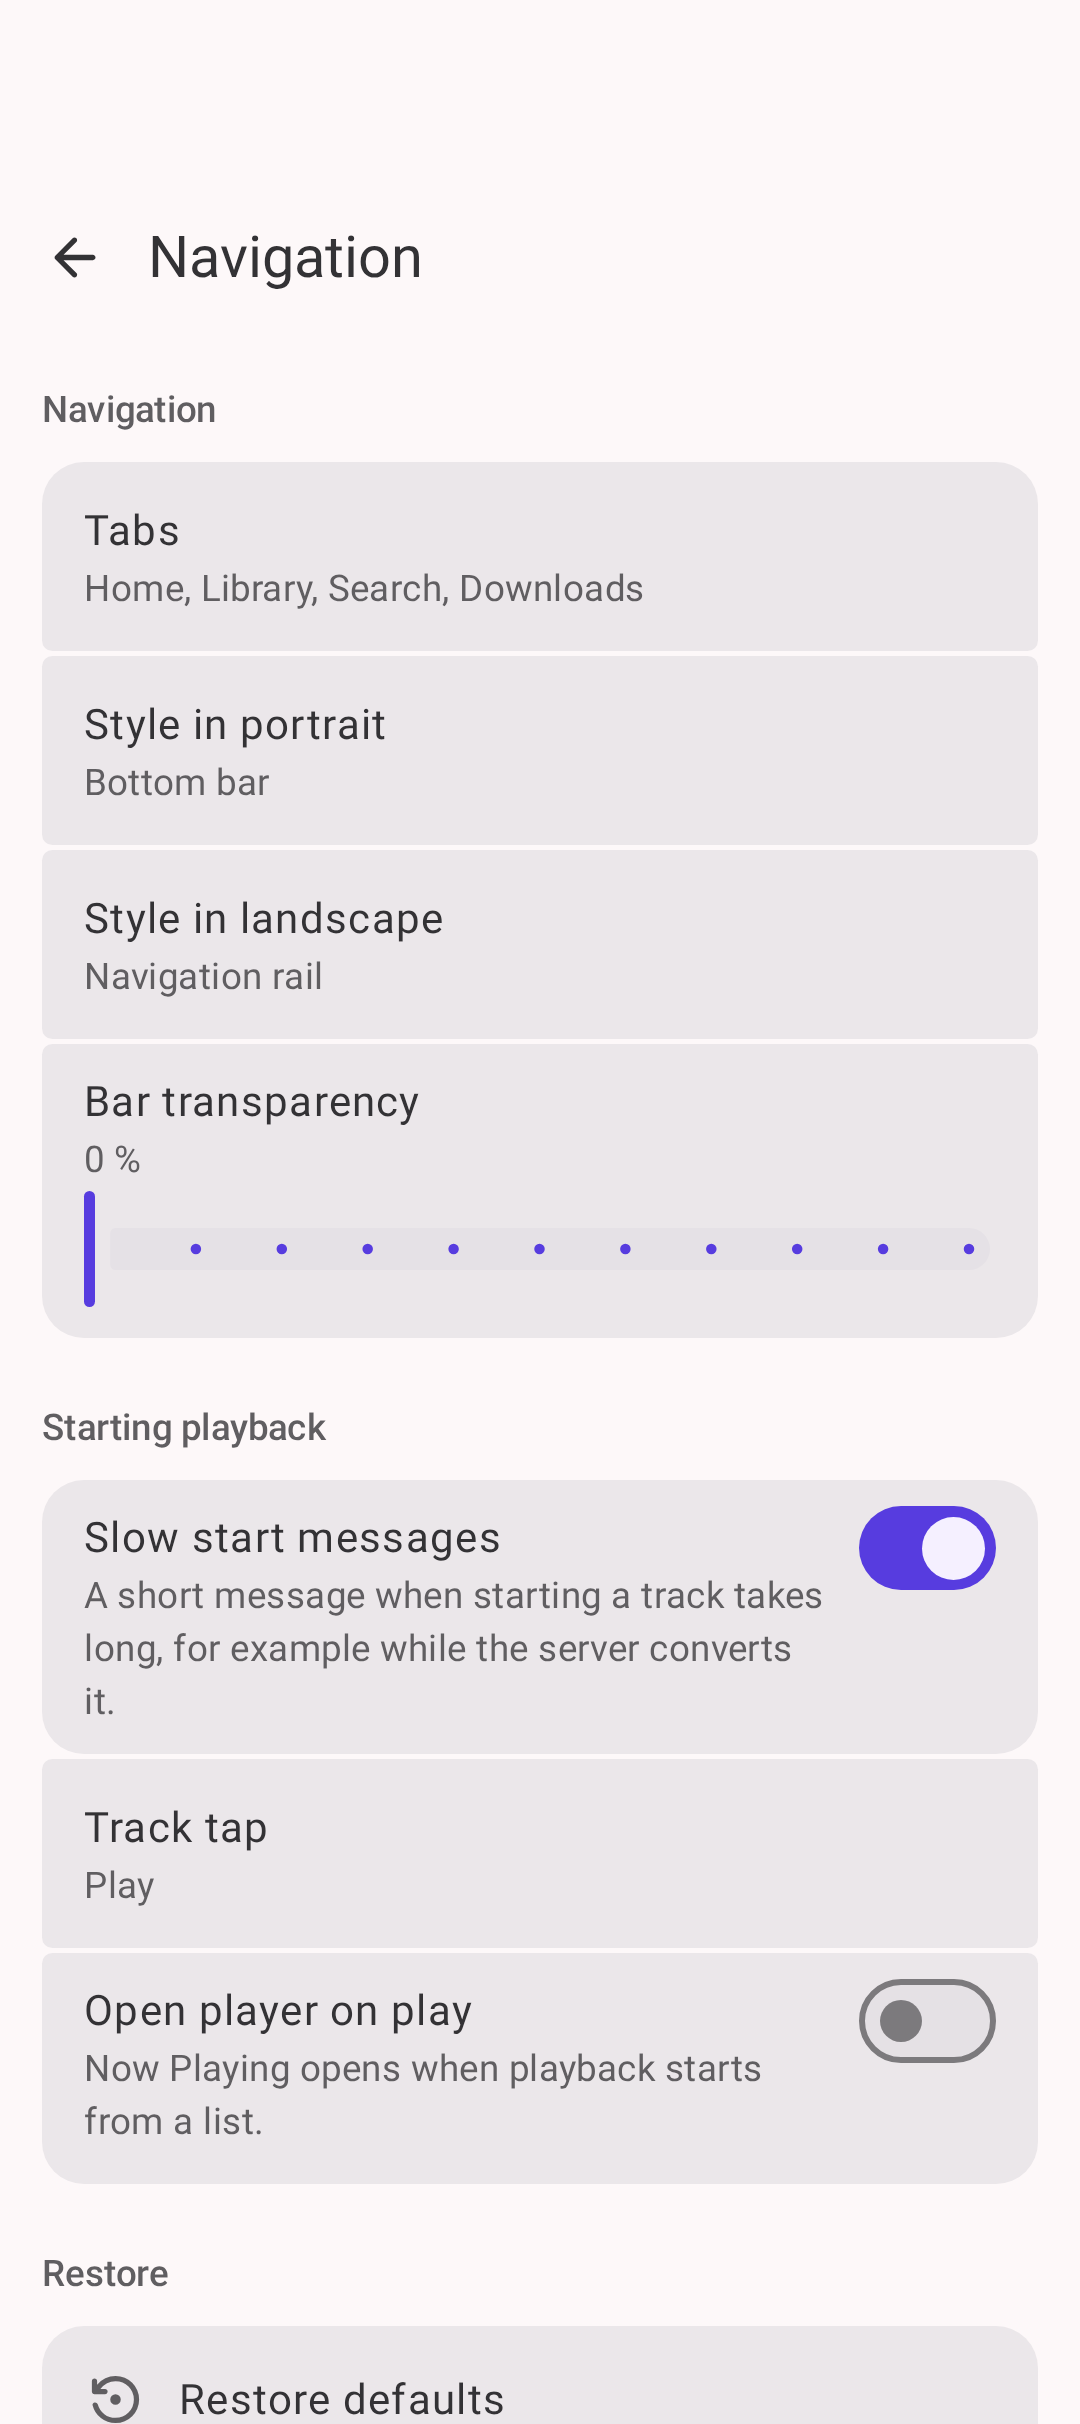 Navigation
Navigation
Tabs
Home, Library, Search, Downloads
Style in portrait
Bottom bar
Style in landscape
Navigation rail
Bar transparency
0 %
Starting playback
Slow start messages
A short message when starting a track takes
long, for example while the server converts
it.
Track tap
Play
Open player on play
Now Playing opens when playback starts
from a list.
Restore
Restore defaults